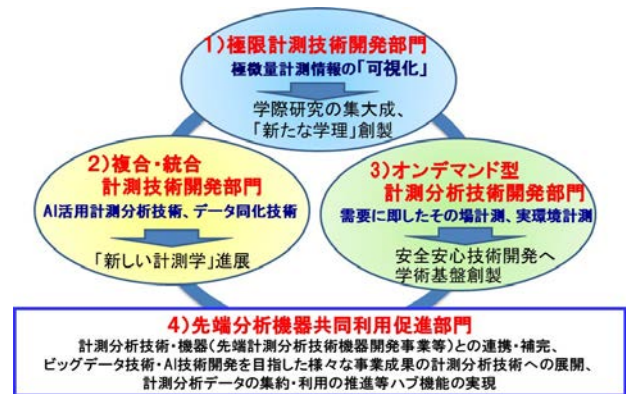 1)極限計測技術開発部門
極微量計測情報の「可視化」
学際研究の集大成、
「新たな学理」創製
2)複合・統合
計測技術開発部門
AI活用計測分析技術、データ同化技術
「新しい計測学」進展
3)オンデマンド型
計測分析技術開発部門
需要に即したその場計測、実環境計測
安全安心技術開発へ
学術基盤創製
4)先端分析機器共同利用促進部門
計測分析技術・機器(先端計測分析技術機器開発事業等)との連携・補完、
ビッグデータ技術・AI技術開発を目指した様々な事業成果の計測分析技術への展開、
計測分析データの集約・利用の推進等ハブ機能の実現